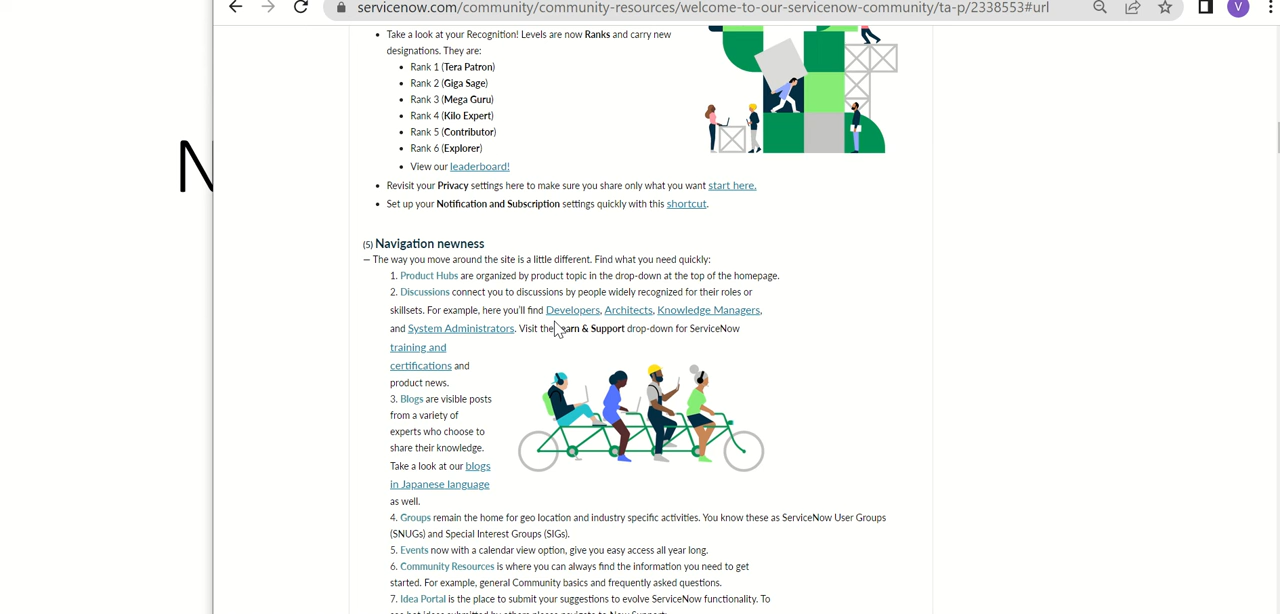 servicenow.com/community/community-resources/welcome-to-our-servicenow-community/ta-p/2338553#url
V
N
• Take a look at your Recognition! Levels are now Ranks and carry new
designations. They are:
• Rank 1 (Tera Patron)
• Rank 2 (Giga Sage)
• Rank 3 (Mega Guru)
• Rank 4 (Kilo Expert)
• Rank 5 (Contributor)
• Rank 6 (Explorer)
• View our leaderboard!
• Revisit your Privacy settings here to make sure you share only what you want start here.
• Set up your Notification and Subscription settings quickly with this shortcut.
(5) Navigation newness
— The way you move around the site is a little different. Find what you need quickly:
1. Product Hubs are organized by product topic in the drop-down at the top of the homepage.
2. Discussions connect you to discussions by people widely recognized for their roles or
skillsets. For example, here you'll find Developers, Architects, Knowledge Managers,
and System Administrators. Visit the Learn & Support drop-down for ServiceNow
training and
certifications and
product news.
3. Blogs are visible posts
from a variety of
experts who choose to
share their knowledge.
Take a look at our blogs
in Japanese language
as well.
4. Groups remain the home for geo location and industry specific activities. You know these as ServiceNow User Groups
(SNUGs) and Special Interest Groups (SIGs).
5. Events now with a calendar view option, give you easy access all year long.
6. Community Resources is where you can always find the information you need to get
started. For example, general Community basics and frequently asked questions.
7. Idea Portal is the place to submit your suggestions to evolve ServiceNow functionality. To
see hot ideas submitted by others please navigate to Now Support: